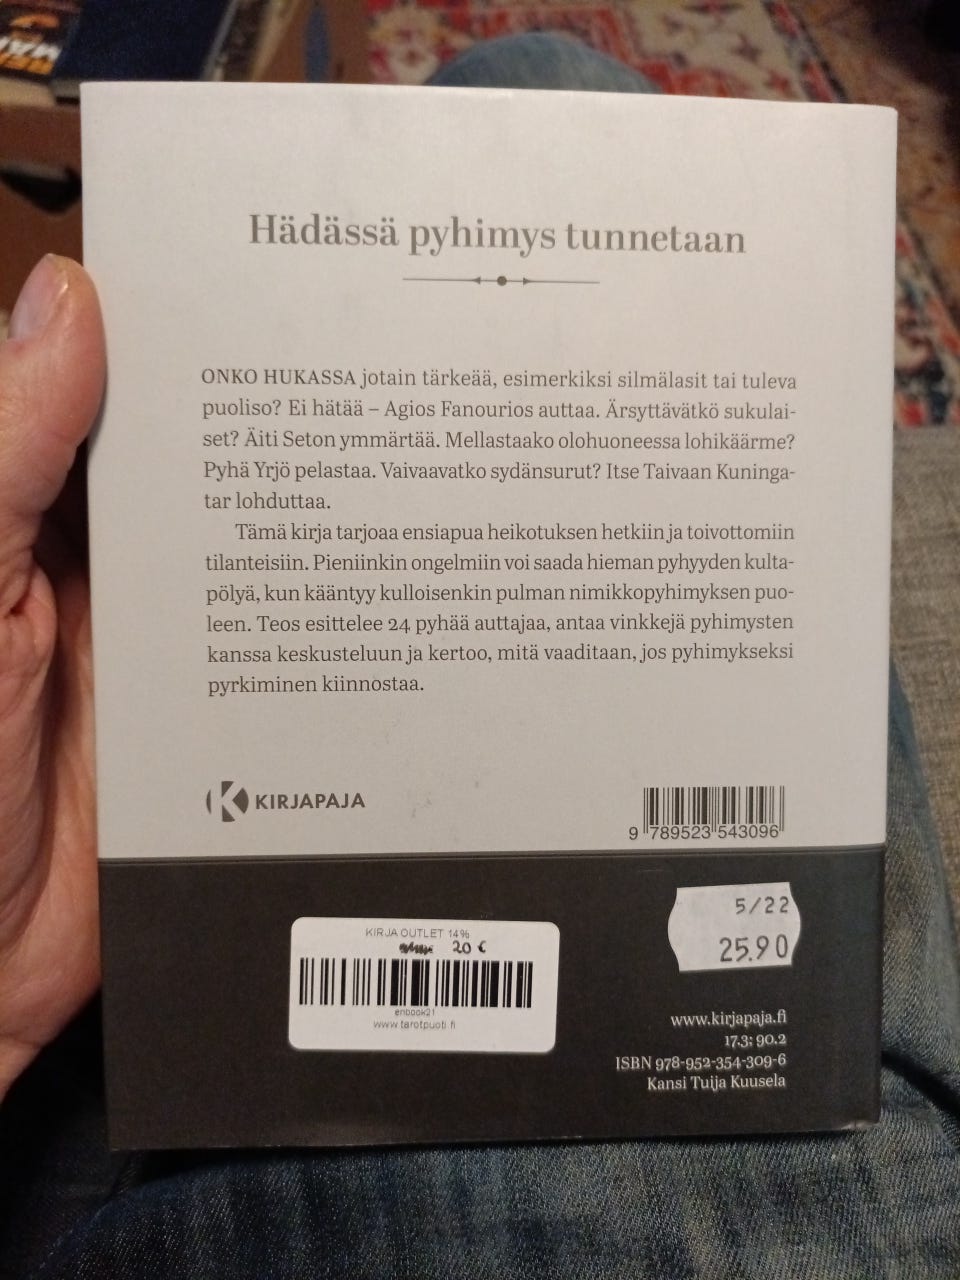 Hädässä pyhimys tunnetaan
ONKO HUKASSA jotain tärkeää, esimerkiksi silmälasit tai tuleva
puoliso? Ei hätää – Agios Fanourios auttaa. Ärsyttävätkö sukulai-
set? Äiti Seton ymmärtää. Mellastaako olohuoneessa lohikäärme?
Pyhä Yrjö pelastaa. Vaivaavatko sydänsurut? Itse Taivaan Kuninga-
tar lohduttaa.
Tämä kirja tarjoaa ensiapua heikotuksen hetkiin ja toivottomiin
tilanteisiin. Pieniinkin ongelmiin voi saada hieman pyhyyden kulta-
pölyä, kun kääntyy kulloisenkin pulman nimikkopyhimyksen puo-
leen. Teos esittelee 24 pyhää auttajaa, antaa vinkkejä pyhimysten
kanssa keskusteluun ja kertoo, mitä vaaditaan, jos pyhimykseksi
pyrkiminen kiinnostaa.
KIRJAPAJA
9 789523 543096
5/22
25.90
KIRJA OUTLET 14%
20 €
enbook21
www.tarotpuoti.fi
www.kirjapaja.fi
17.3; 90.2
ISBN 978-952-354-309-6
Kansi Tuija Kuusela